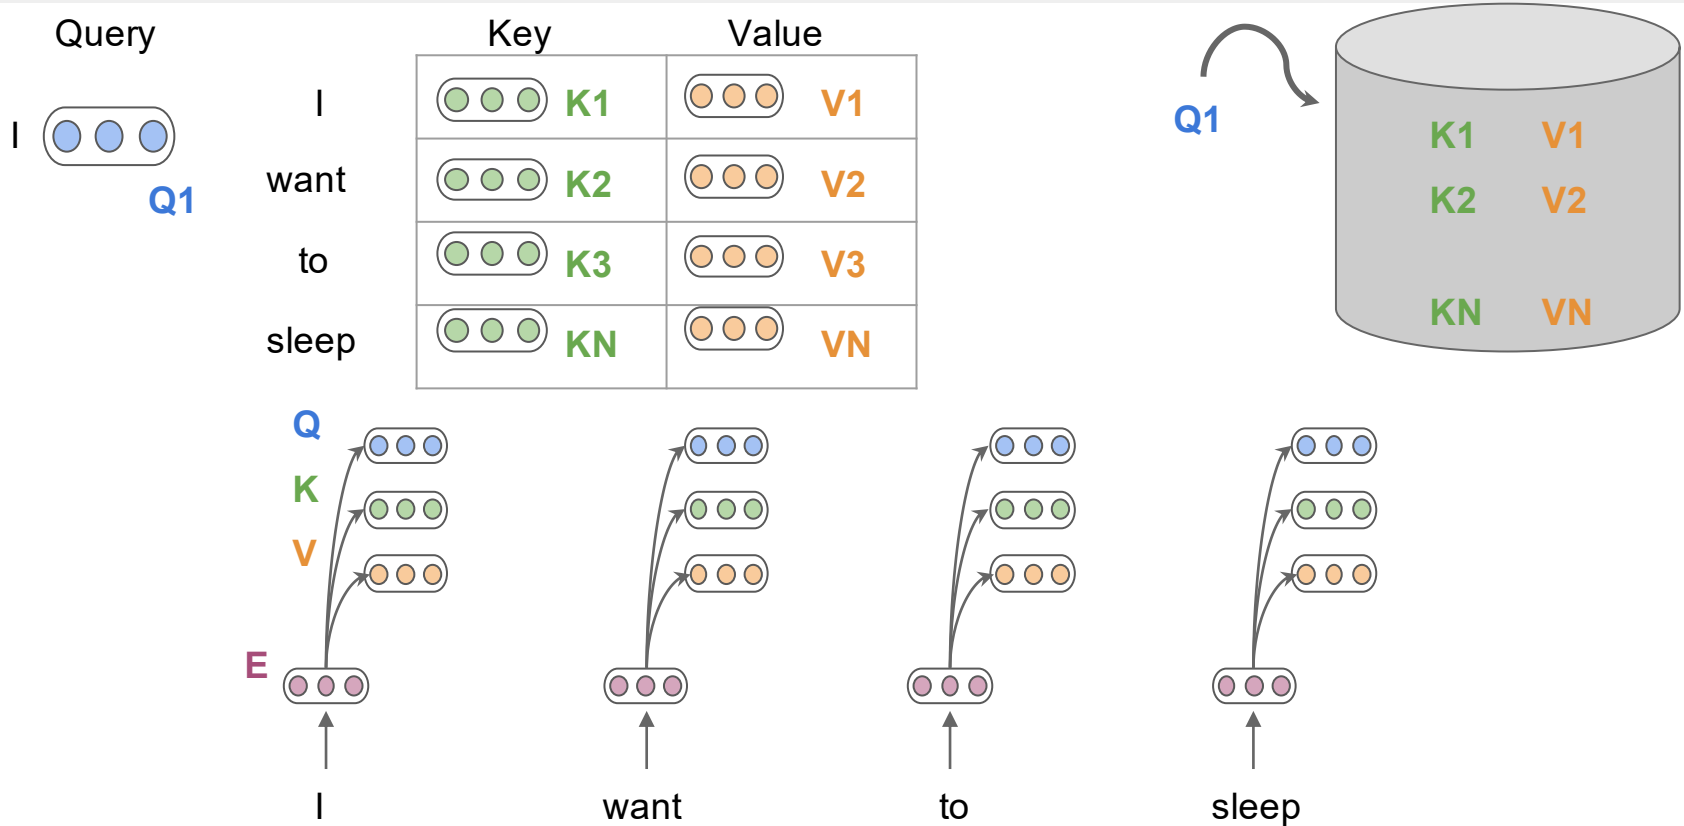 Query Key Value
I Q1
I K1 V1
want K2 V2
to K3 V3
sleep KN VN
Q1
K1 V1
K2 V2
KN VN
Q
K
V
E
I want to sleep